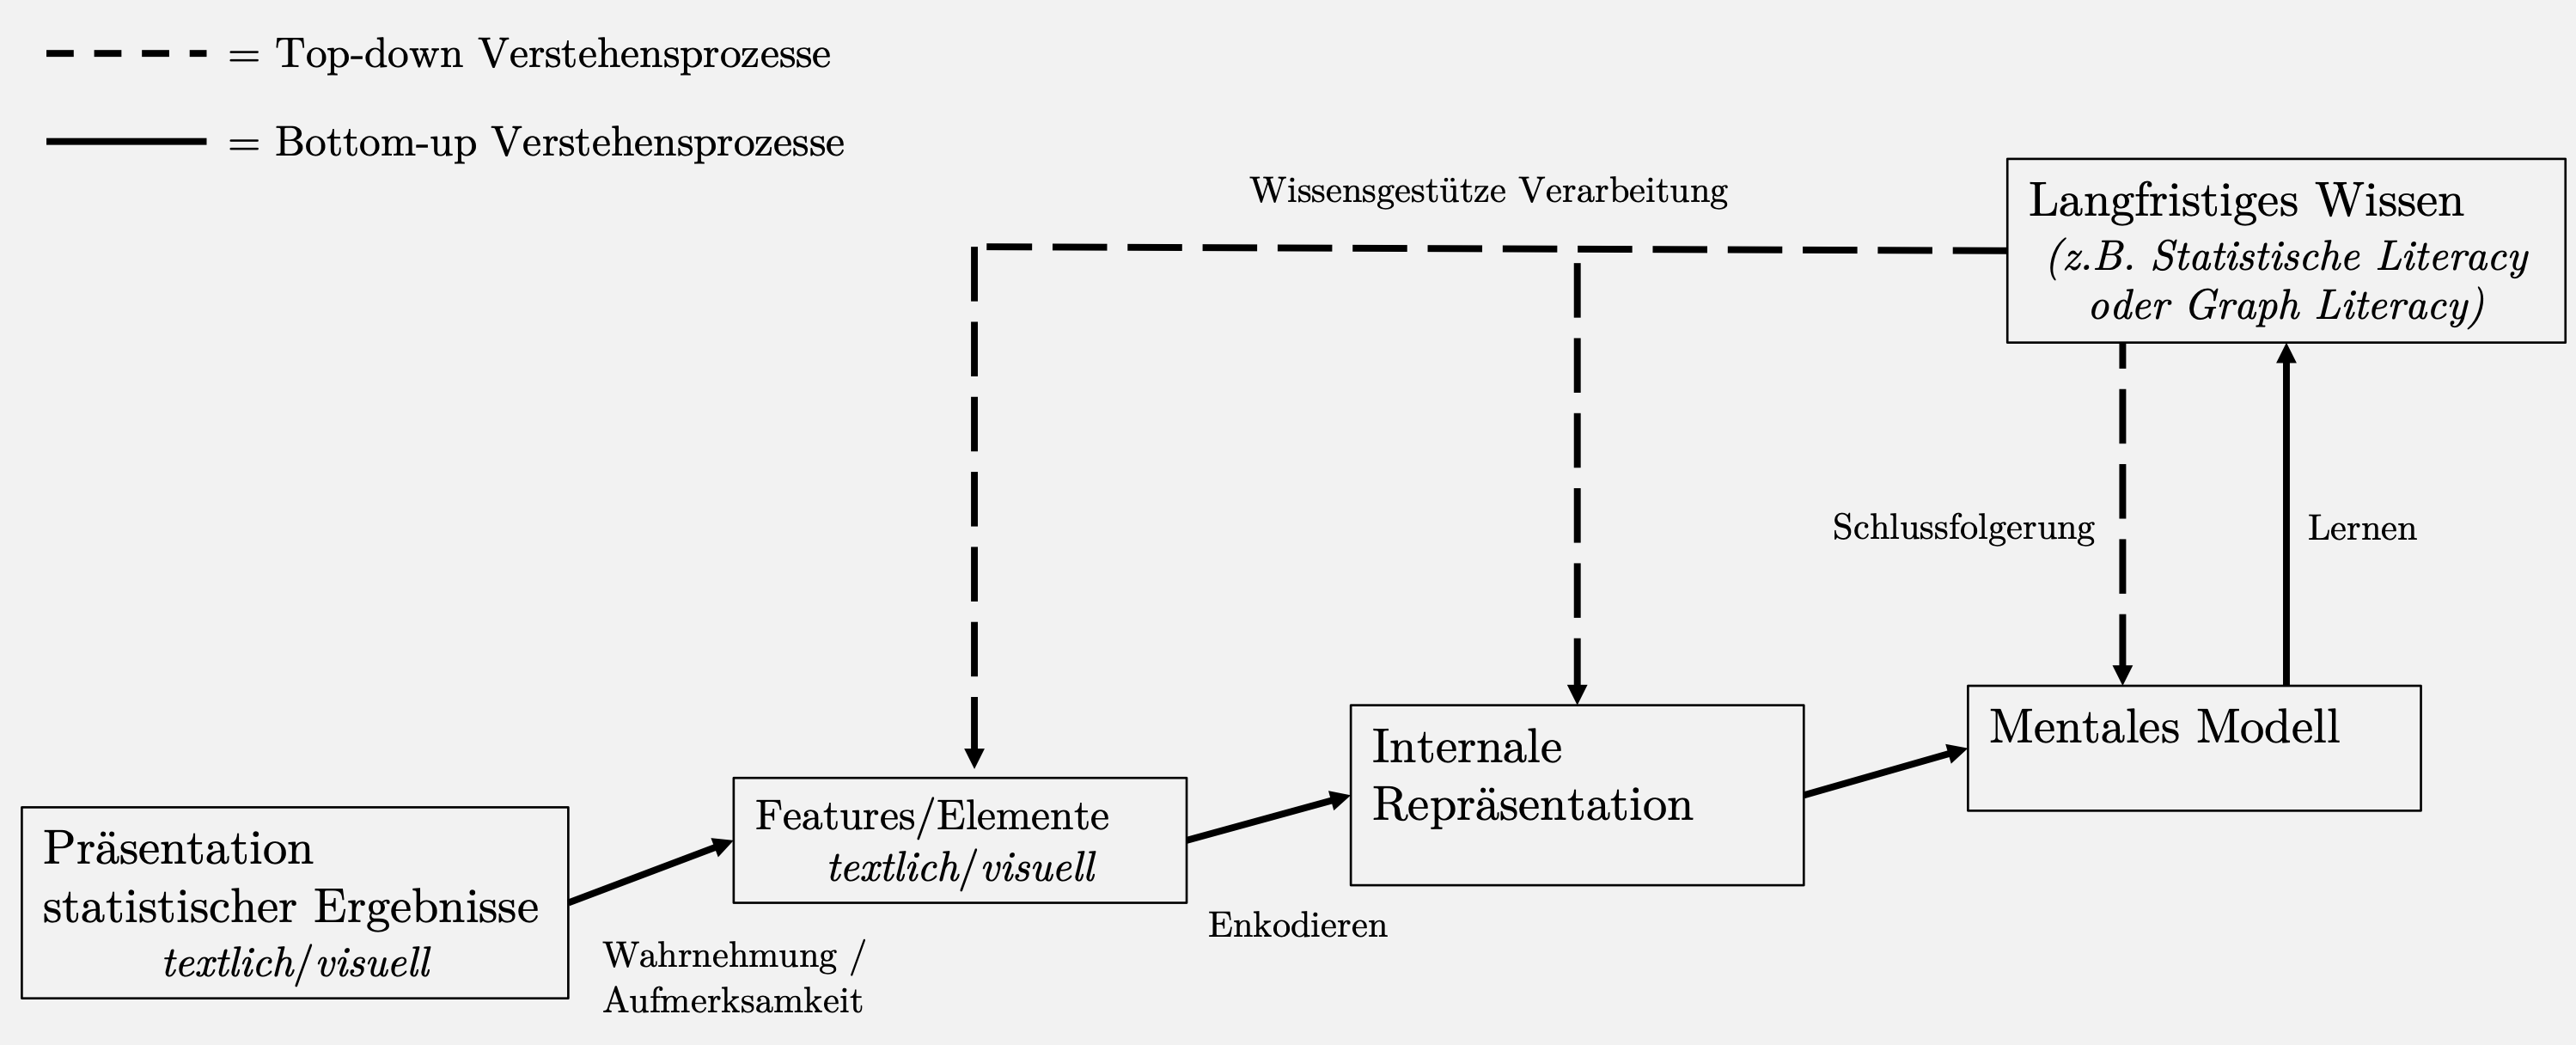 = Top-down Verstehensprozesse
= Bottom-up Verstehensprozesse
Wissensgestütze Verarbeitung
Langfristiges Wissen
(z.B. Statistische Literacy
oder Graph Literacy)
Schlussfolgerung
Lernen
Mentales Modell
Internale
Repräsentation
Features/Elemente
textlich/visuell
Präsentation
statistischer Ergebnisse
textlich/visuell
Enkodieren
Wahrnehmung /
Aufmerksamkeit